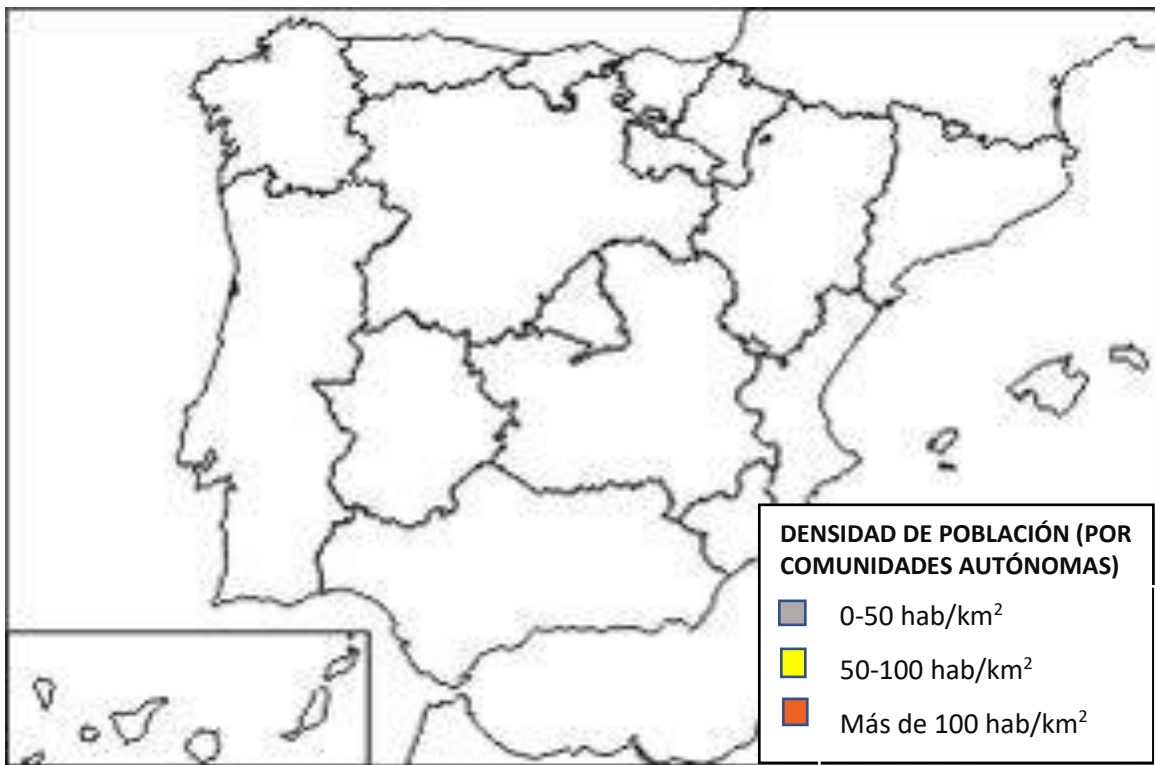 DENSIDAD DE POBLACIÓN (POR
COMUNIDADES AUTÓNOMAS)
0-50 hab/km²
50-100 hab/km²
Más de 100 hab/km²